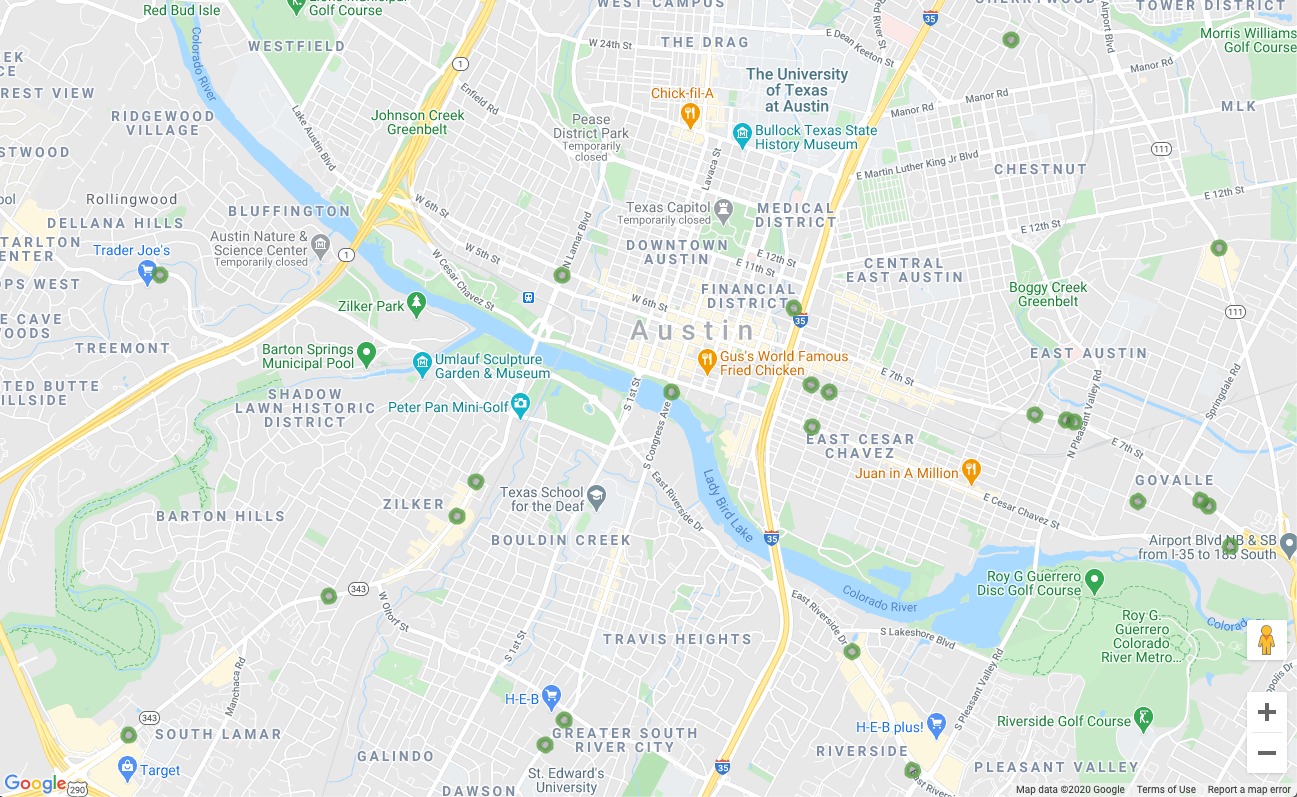 Red Bud Isle
Golf Course
WEST CAMPUS
CHERRYWOOD
TOWER DISTRICT
WESTFIELD
Colorado River
W 24th St
THE DRAG
Red River St
E Dean Keeton St
35
Airport Blvd
Morris Williams
Golf Course
1
Manor Rd
The University
of Texas
at Austin
REST VIEW
Enfield Rd
Chick-fil-A
Manor Rd
Manor Rd
MLK
RIDGEWOOD
VILLAGE
Johnson Creek
Greenbelt
Lake Austin Blvd
Pease
District Park
Temporarily
closed
Bullock Texas State
History Museum
111
E Martin Luther King Jr Blvd
CHESTNUT
Lavaca St
E 12th St
Rollingwood
W 6th St
BLUFFINGTON
Texas Capitol
Temporarily closed
MEDICAL
DISTRICT
DELLANA HILLS
E 12th St
Austin Nature &
Science Center
Temporarily closed
1
W 5th St
N Lamar Blvd
DOWNTOWN
AUSTIN
E 12th St
E 11th St
Trader Joe's
CENTRAL
EAST AUSTIN
W Cesar Chavez St
FINANCIAL
DISTRICT
Boggy Creek
Greenbelt
Zilker Park
W 6th St
35
111
Austin
TREEMONT
Barton Springs
Municipal Pool
Umlauf Sculpture
Garden & Museum
Gus's World Famous
Fried Chicken
EAST AUSTIN
E 7th St
SHADOW
LAWN HISTORIC
DISTRICT
Peter Pan Mini-Golf
S 1st St
S Congress Ave
N Pleasant Valley Rd
Springdale Rd
EAST CESAR
CHAVEZ
E 7th St
Juan in A Million
GOVALLE
Lady Bird Lake
East Riverside Dr
Texas School
for the Deaf
ZILKER
BARTON HILLS
E Cesar Chavez St
BOULDIN CREEK
35
Airport Blvd NB & SB
from I-35 to 183 South
Roy G Guerrero
Disc Golf Course
343
W Oltorf St
Colorado River
East Riverside Dr
Roy G.
Guerrero
Colorado
River Metro...
TRAVIS HEIGHTS
S Lakeshore Blvd
S 1st St
Manchaca Rd
S Pleasant Valley Rd
H-E-B
343
SOUTH LAMAR
GREATER SOUTH
RIVER CITY
H-E-B plus!
Riverside Golf Course
GALINDO
RIVERSIDE
PLEASANT VALLEY
35
Target
St. Edward's
University
DAWSON
Google
290
Map data ©2020 Google
Terms of Use
Report a map error